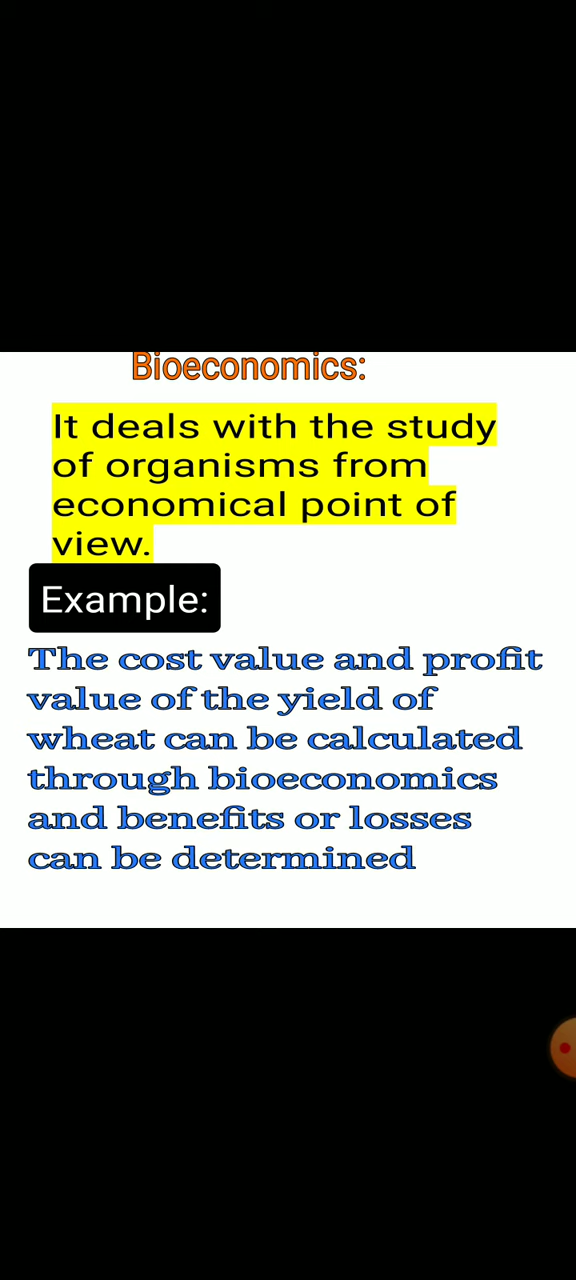 Bioeconomics:
It deals with the study
of organisms from
economical point of
view.
Example:
The cost value and profit
value of the yield of
wheat can be calculated
through bioeconomics
and benefits or losses
can be determined